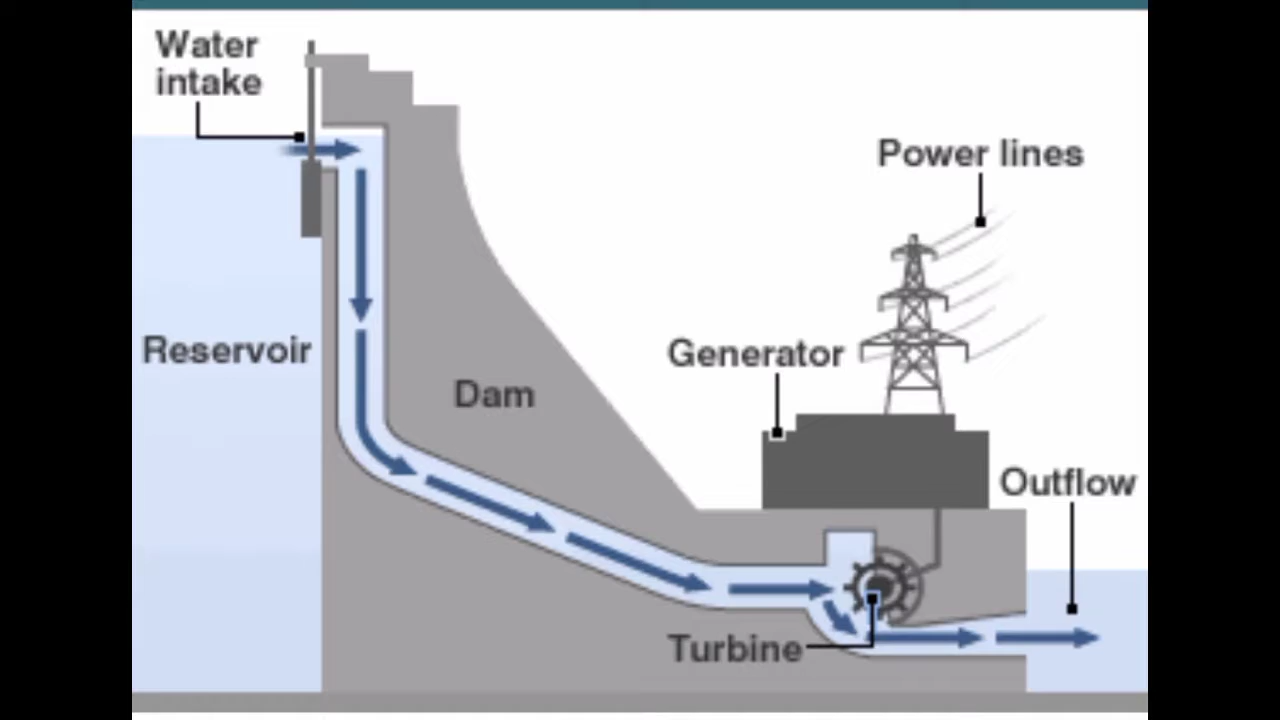 Water
intake
Power lines
Reservoir
Generator
Dam
Outflow
Turbine